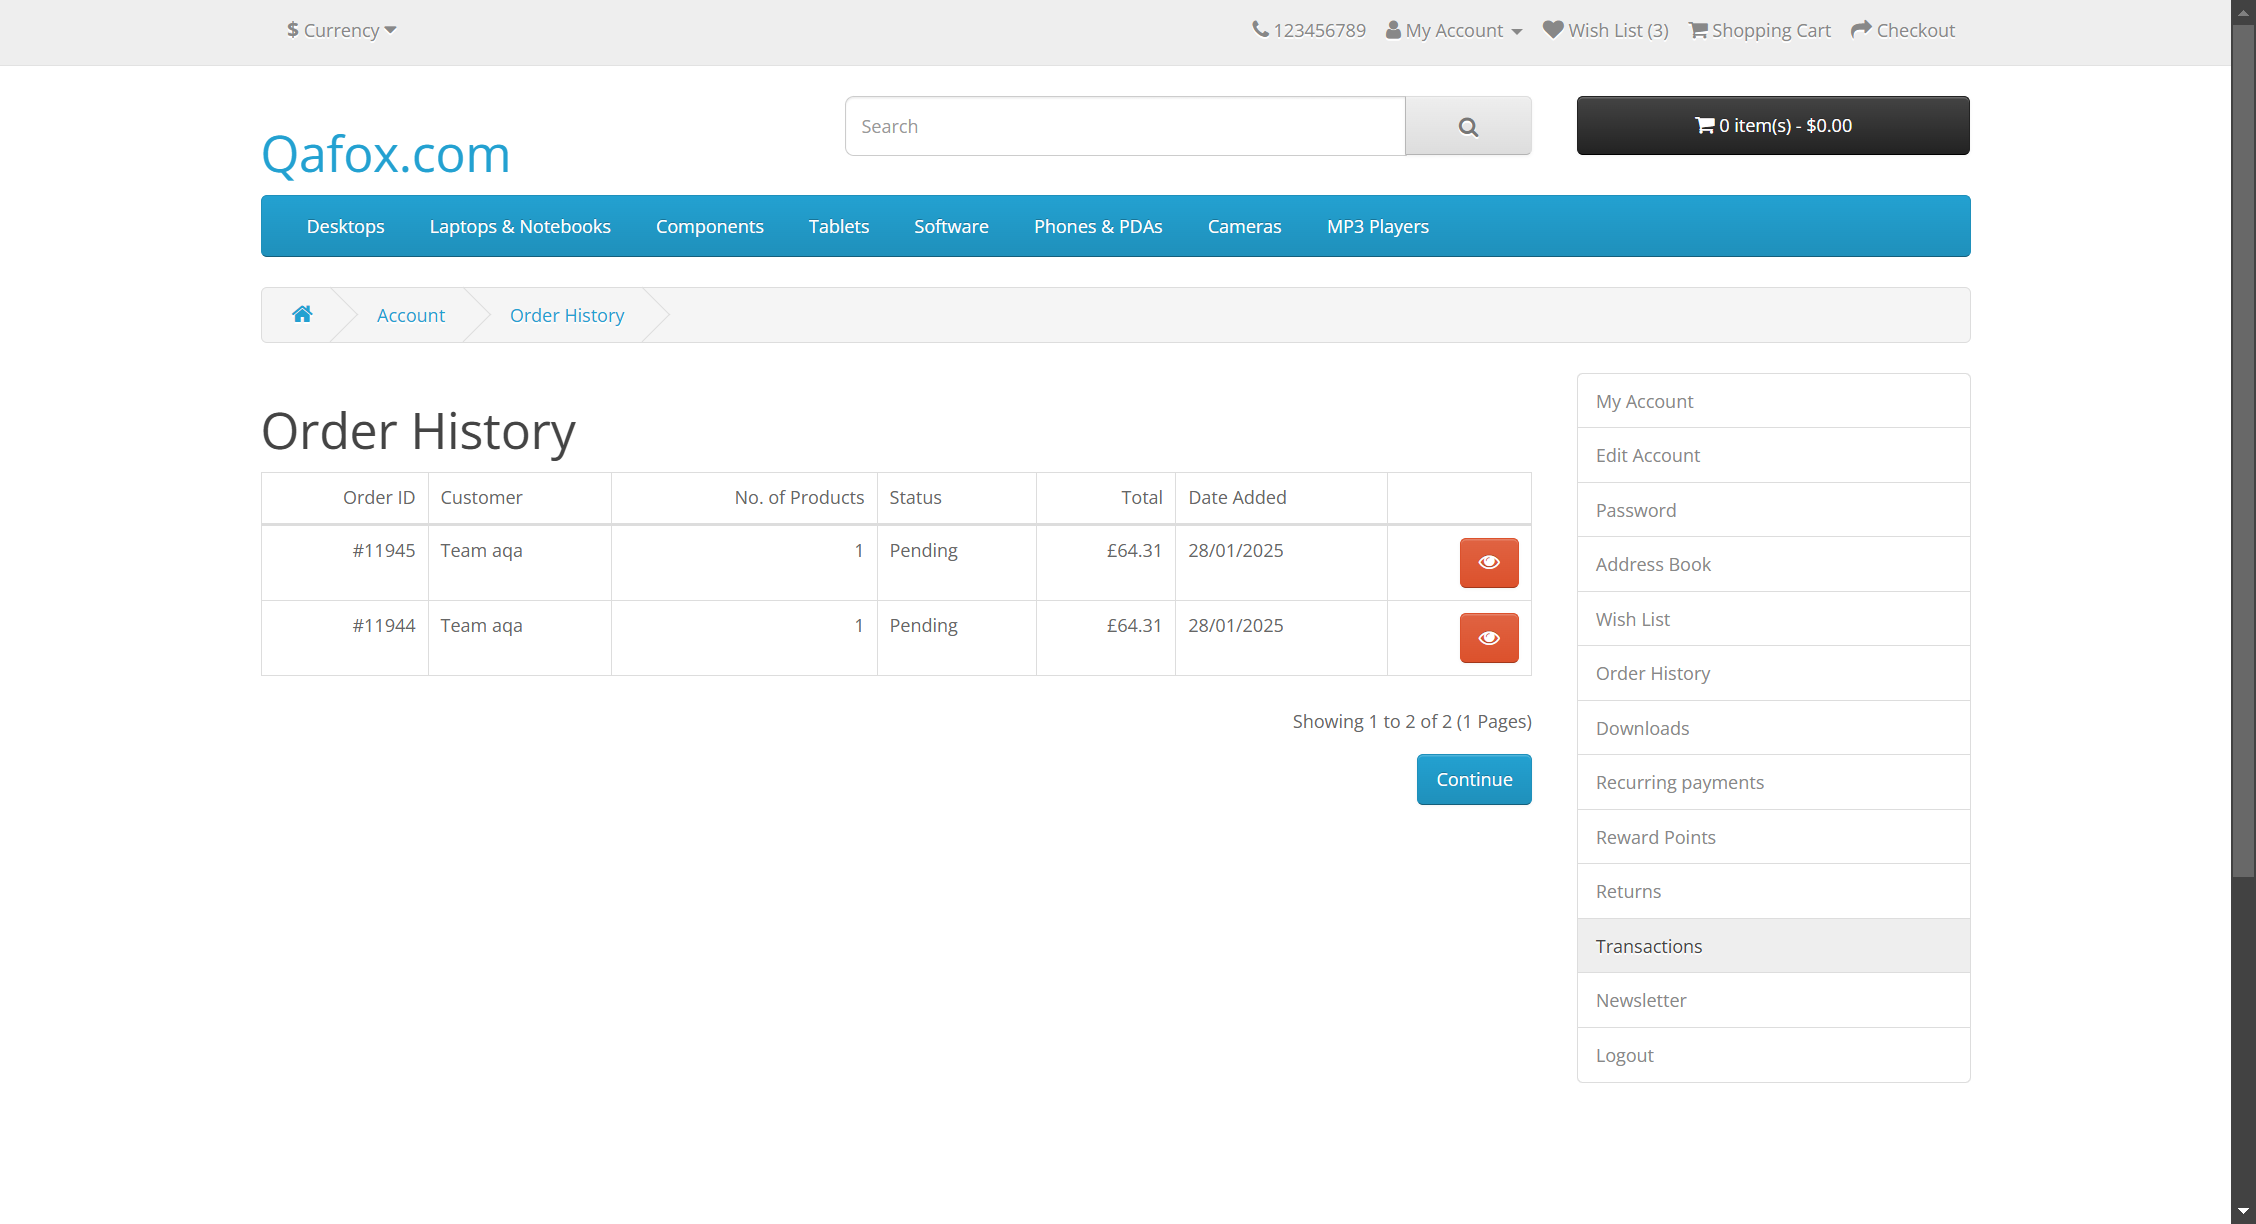 $ Currency
123456789 My Account Wish List (3) Shopping Cart Checkout
Qafox.com
Search
0 item(s) - $0.00
Desktops Laptops & Notebooks Components Tablets Software Phones & PDAs Cameras MP3 Players
Account Order History
Order History
Order ID Customer No. of Products Status Total Date Added
#11945 Team aqa 1 Pending £64.31 28/01/2025
#11944 Team aqa 1 Pending £64.31 28/01/2025
Showing 1 to 2 of 2 (1 Pages)
Continue
My Account
Edit Account
Password
Address Book
Wish List
Order History
Downloads
Recurring payments
Reward Points
Returns
Transactions
Newsletter
Logout